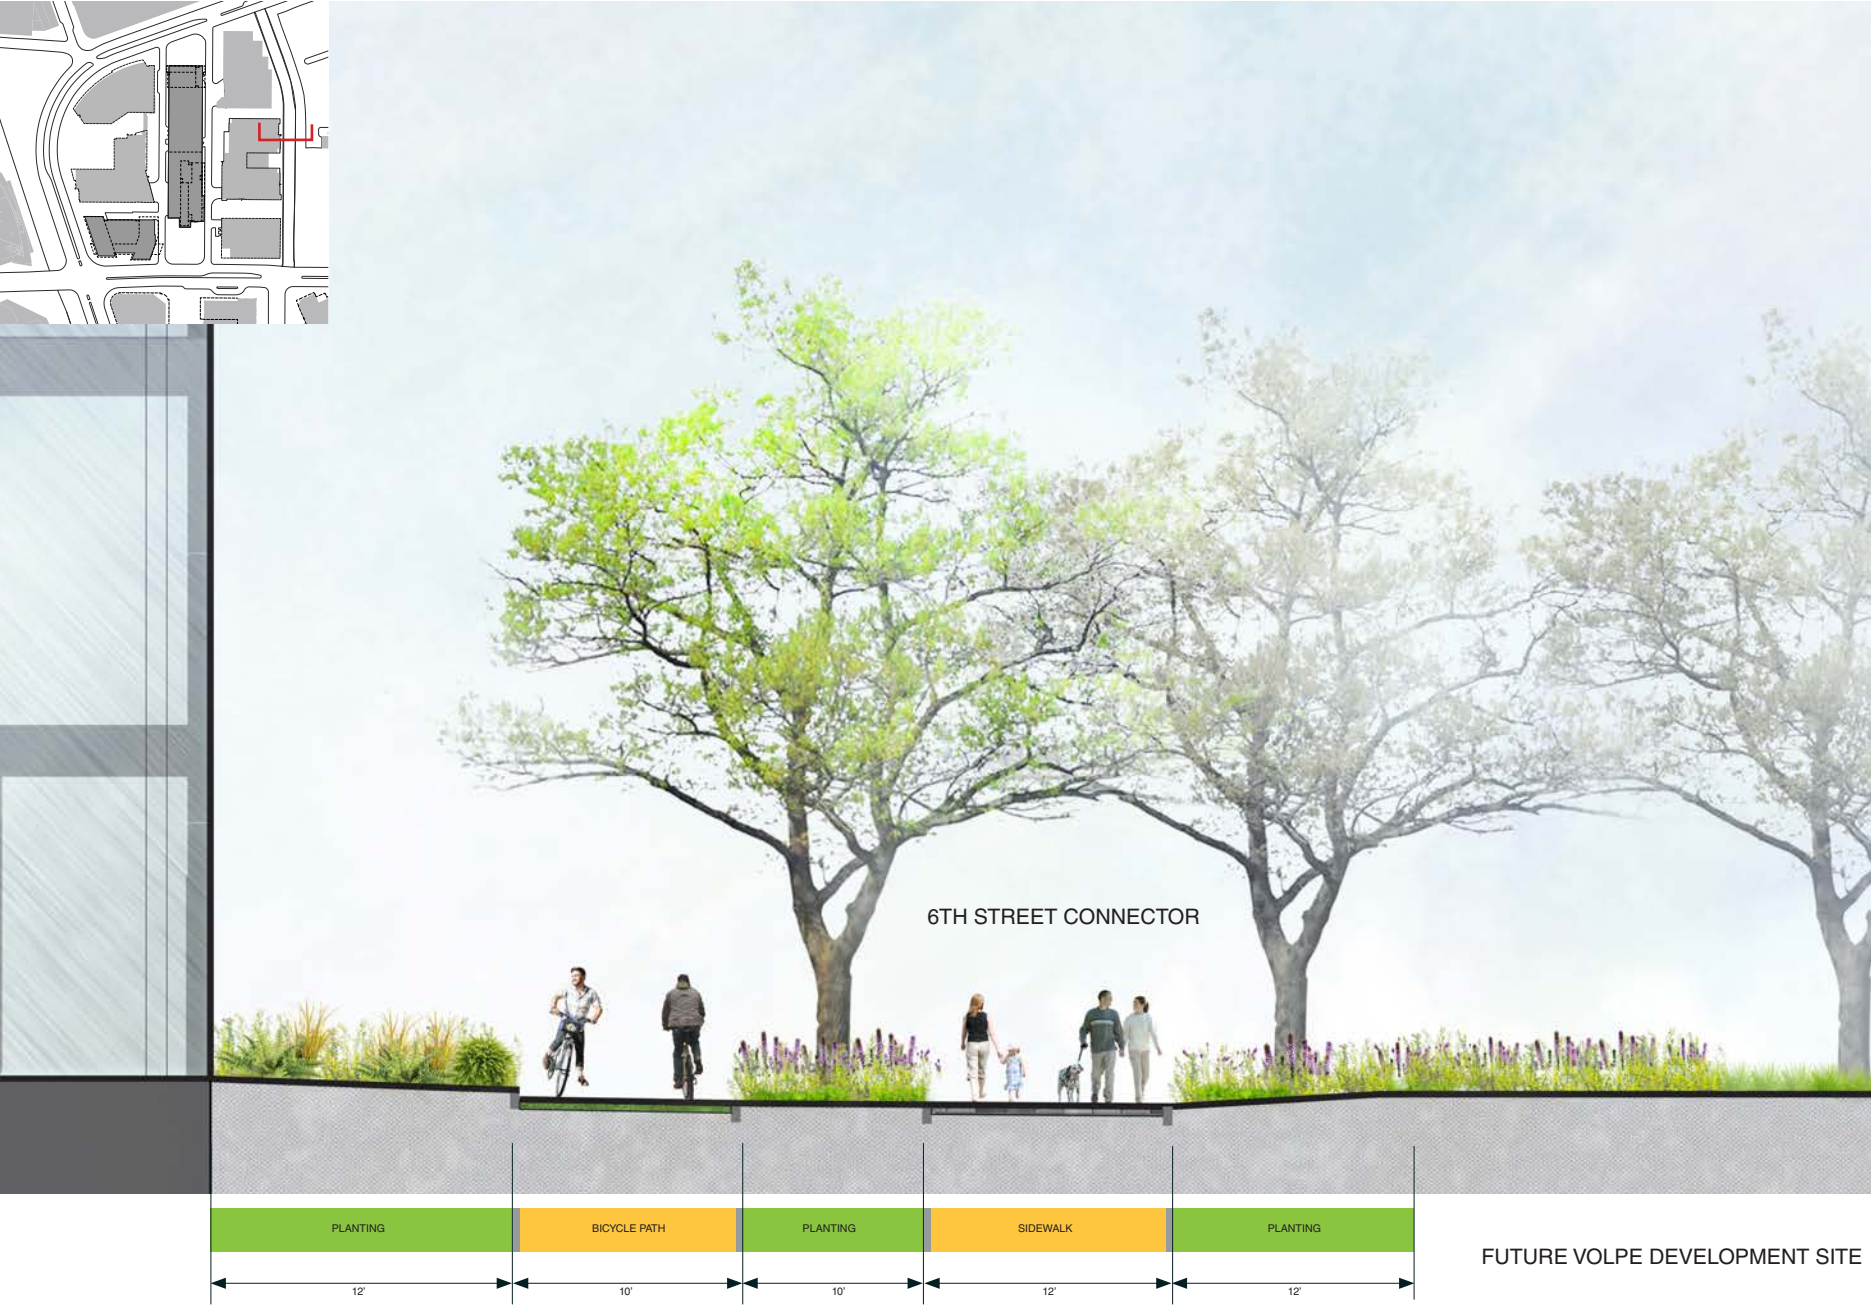 6TH STREET CONNECTOR
PLANTING
BICYCLE PATH
PLANTING
SIDEWALK
PLANTING
FUTURE VOLPE DEVELOPMENT SITE
12'
10'
10'
12'
12'